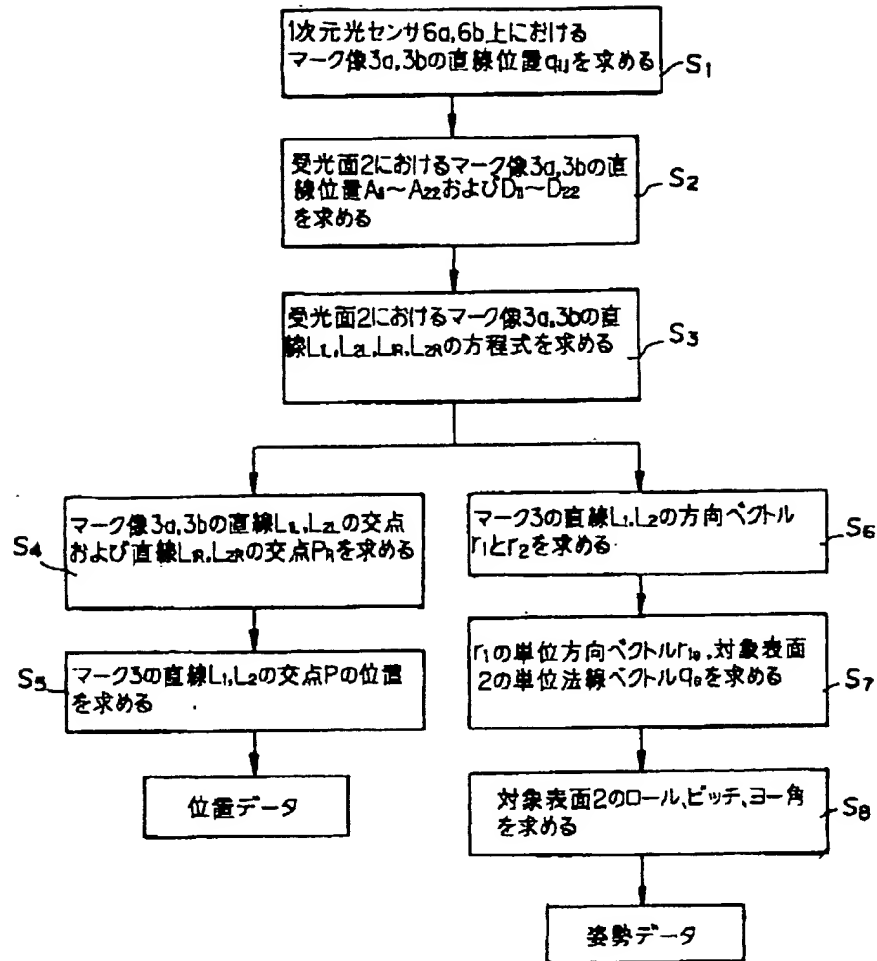 1次元光センサ6a,6b上における
マーク像3a,3bの直線位置qijを求める
S1
受光面2におけるマーク像3a,3bの直
線位置A11~A22およびD11~D22
を求める
S2
受光面2におけるマーク像3a,3bの直
線L1L,L2L,L1R,L2Rの方程式を求める
S3
マーク像3a,3bの直線L1L,L2Lの交点
および直線L1R,L2Rの交点PRを求める
S4
マーク3の直線L1,L2の交点Pの位置
を求める
S5
位置データ
マーク3の直線L1,L2の方向ベクトル
r1とr2を求める
S6
r1の単位方向ベクトルr1e,対象表面
2の単位法線ベクトルqeを求める
S7
対象表面2のロール、ピッチ、ヨー角
を求める
S8
姿勢データ